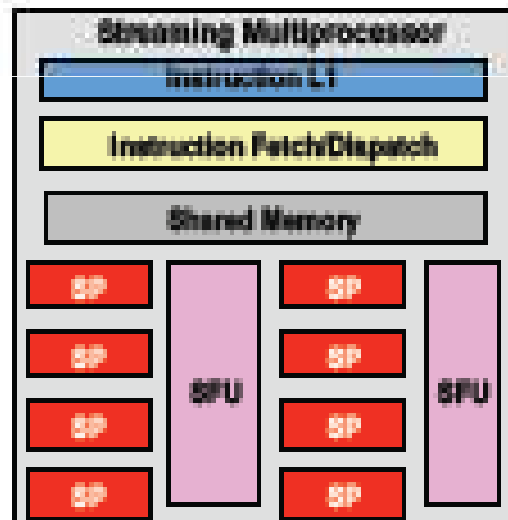 Streaming Multiprocessor
Instruction L1
Instruction Fetch/Dispatch
Shared Memory
SP
SP
SP
SP
SFU
SP
SP
SP
SP
SFU